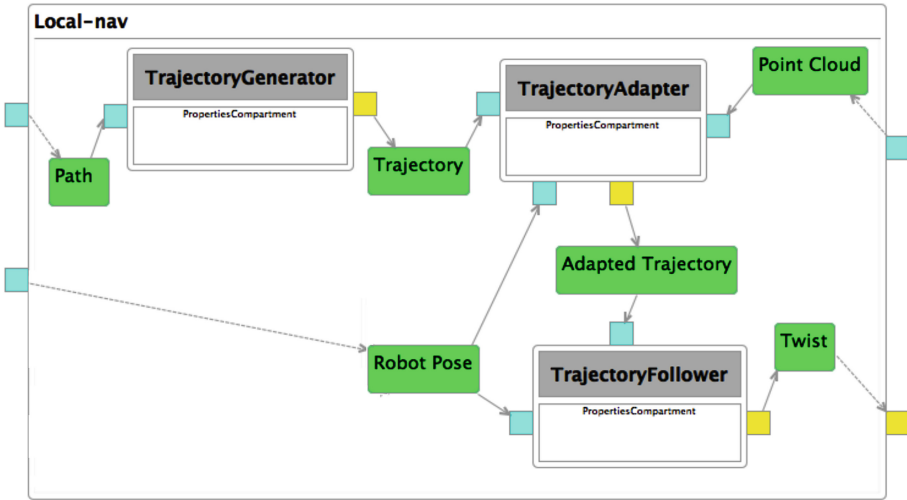 Local-nav
TrajectoryGenerator
PropertiesCompartment
Path
Trajectory
TrajectoryAdapter
PropertiesCompartment
Point Cloud
Adapted Trajectory
Robot Pose
TrajectoryFollower
PropertiesCompartment
Twist